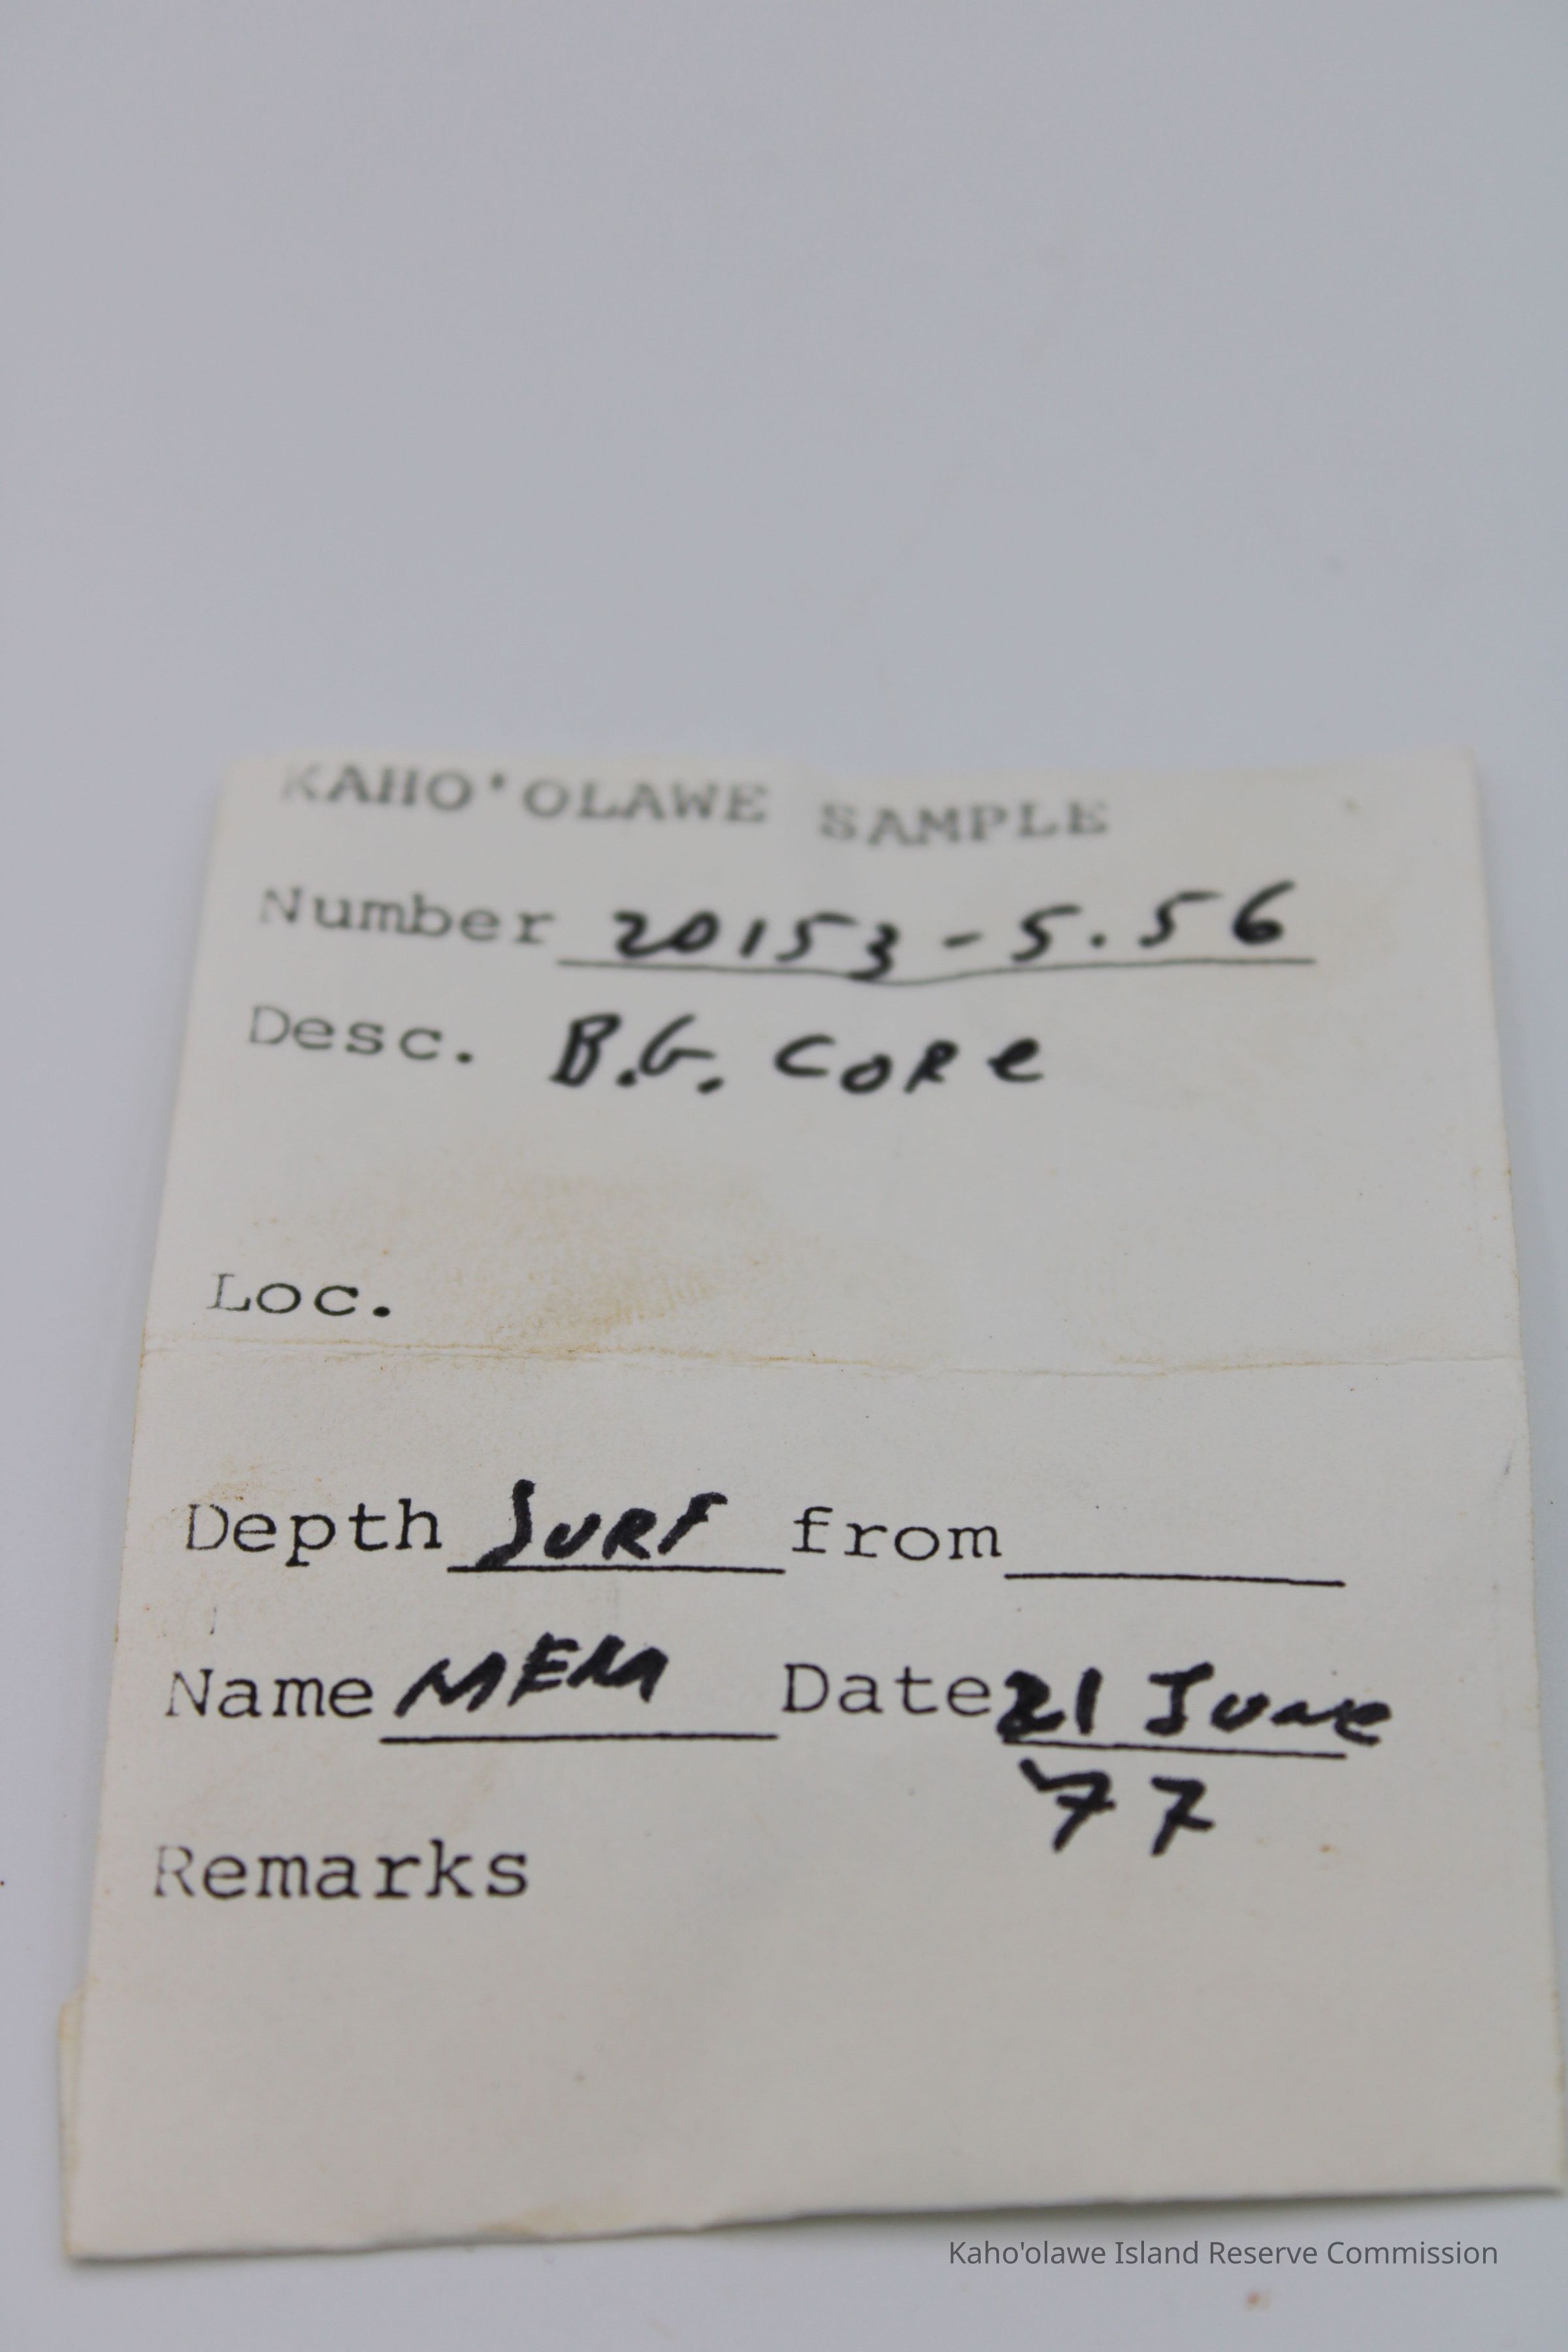 KAHO'OLAWE SAMPLE
Number 20153-5.56
Desc. B.G. CORe
Loc.
Depth SURF from
Name MEM Date 21 June
77
Remarks
Kaho'olawe Island Reserve Commission